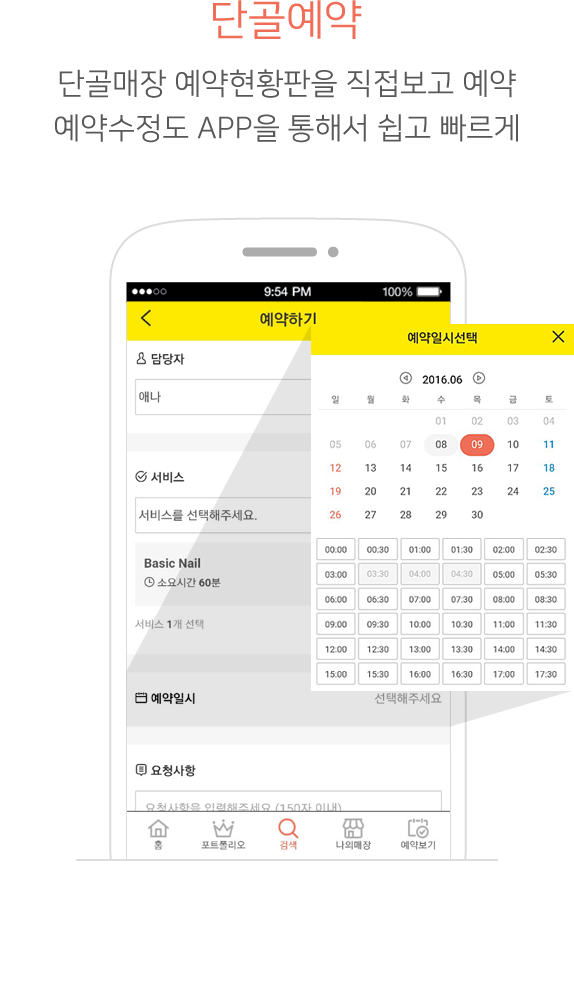 단골예약
단골매장 예약현황판을 직접보고 예약
예약수정도 APP을 통해서 쉽고 빠르게
9:54 PM 100%
예약하기
담당자
애나
서비스
서비스를 선택해주세요.
Basic Nail
소요시간 60분
서비스 1개 선택
예약일시 선택해주세요
요청사항
요청사항을 입력해주세요 (150자 이내)
홈 포트폴리오 검색 나의매장 예약보기
예약일시선택
2016.06
일 월 화 수 목 금 토
01 02 03 04
05 06 07 08 09 10 11
12 13 14 15 16 17 18
19 20 21 22 23 24 25
26 27 28 29 30
00:00 00:30 01:00 01:30 02:00 02:30
03:00 03:30 04:00 04:30 05:00 05:30
06:00 06:30 07:00 07:30 08:00 08:30
09:00 09:30 10:00 10:30 11:00 11:30
12:00 12:30 13:00 13:30 14:00 14:30
15:00 15:30 16:00 16:30 17:00 17:30